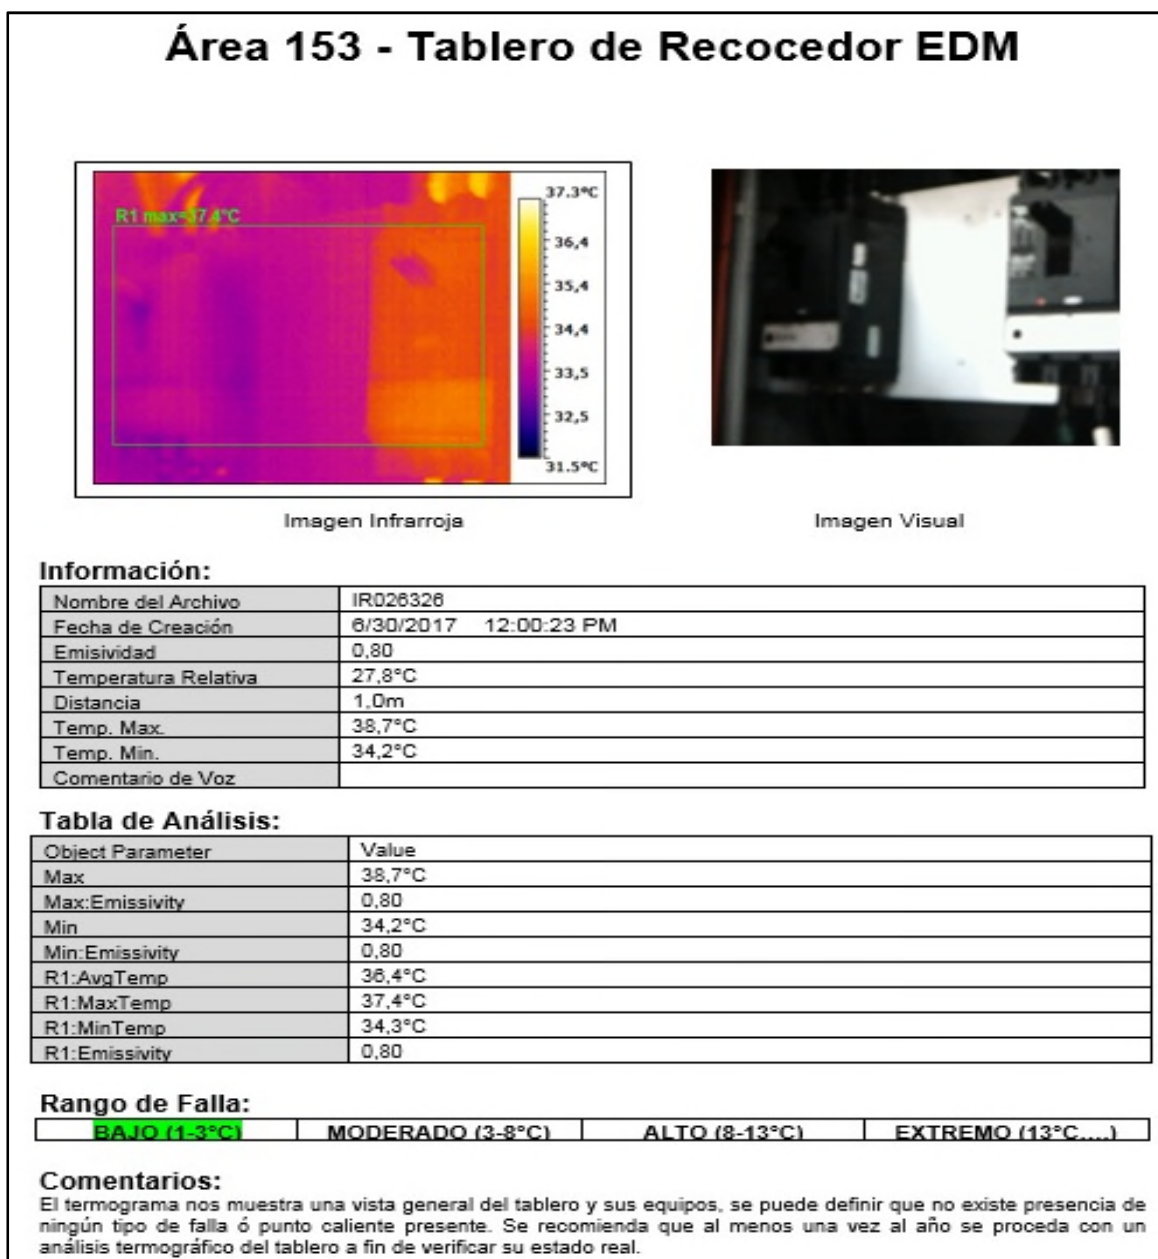 Área 153 - Tablero de Recocedor EDM
R1 max=37.4°C
37.3°C
36,4
35,4
34,4
33,5
32,5
31.5°C
Imagen Infrarroja
Imagen Visual
Información:
Nombre del Archivo IR026326
Fecha de Creación 6/30/2017 12:00:23 PM
Emisividad 0,80
Temperatura Relativa 27,8°C
Distancia 1,0m
Temp. Max. 38,7°C
Temp. Min. 34,2°C
Comentario de Voz
Tabla de Análisis:
Object Parameter Value
Max 38,7°C
Max:Emissivity 0,80
Min 34,2°C
Min:Emissivity 0,80
R1:AvgTemp 36,4°C
R1:MaxTemp 37,4°C
R1:MinTemp 34,3°C
R1:Emissivity 0,80
Rango de Falla:
BAJO (1-3°C) MODERADO (3-8°C) ALTO (8-13°C) EXTREMO (13°C....)
Comentarios:
El termograma nos muestra una vista general del tablero y sus equipos, se puede definir que no existe presencia de
ningún tipo de falla ó punto caliente presente. Se recomienda que al menos una vez al año se proceda con un
análisis termográfico del tablero a fin de verificar su estado real.